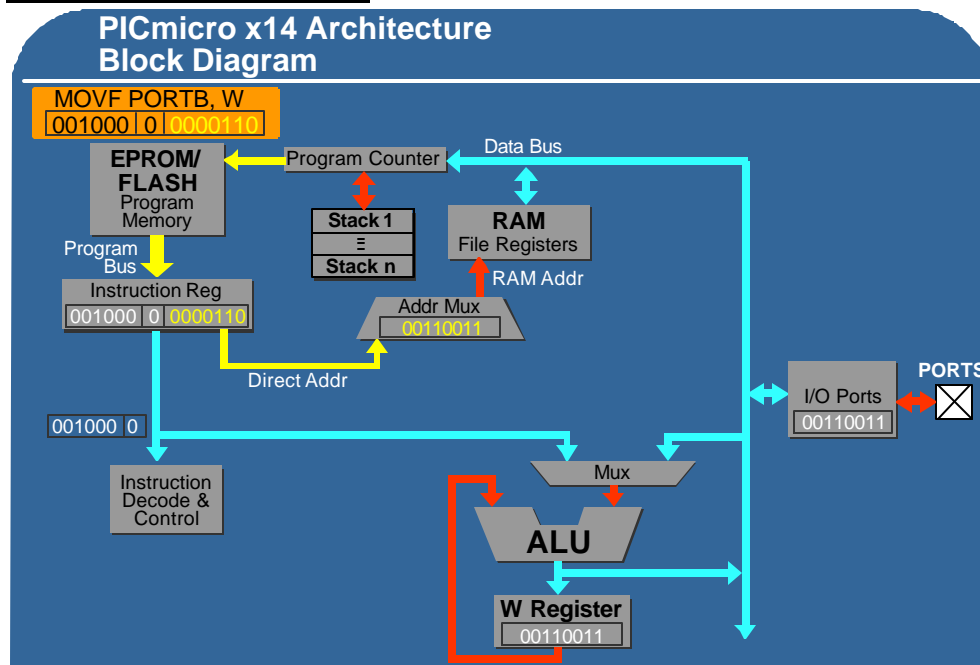 PICmicro x14 Architecture
Block Diagram
MOVF PORTB, W
001000 0 0000110
EPROM/
FLASH
Program
Memory
Program Counter
Data Bus
Stack 1
Stack n
RAM
File Registers
Program
Bus
RAM Addr
Instruction Reg
001000 0 0000110
Addr Mux
00110011
Direct Addr
PORTS
I/O Ports
00110011
001000 0
Mux
Instruction
Decode &
Control
ALU
W Register
00110011